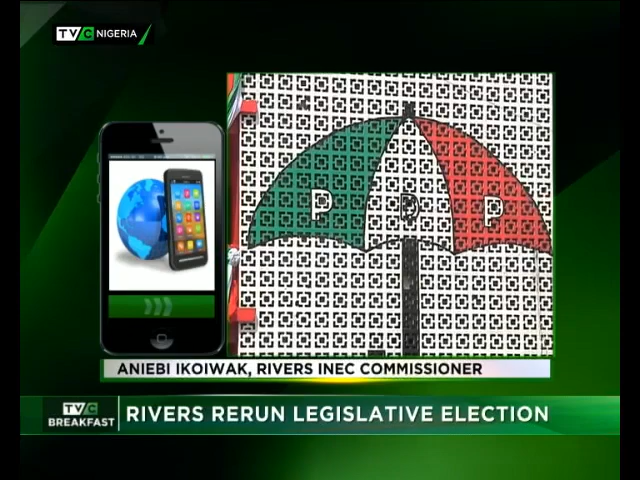 TVC NIGERIA
P D P
ANIEBI IKOIWAK, RIVERS INEC COMMISSIONER
TVC BREAKFAST
RIVERS RERUN LEGISLATIVE ELECTION